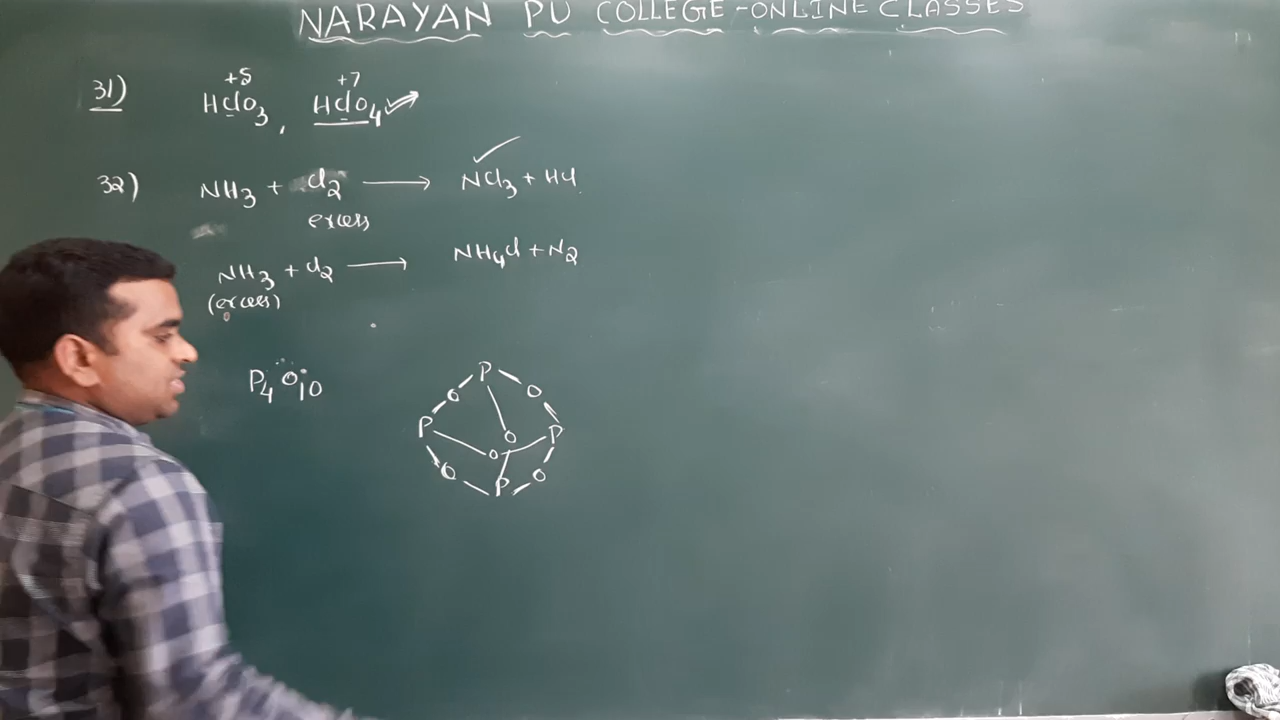 NARAYAN PU COLLEGE - ONLINE CLASSES
+5 +7
31) HClO3, HClO4
32) NH3 + Cl2 ⟶ NCl3 + HCl
excess
NH3 + Cl2 ⟶ NH4Cl + N2
(excess)
P4O10
P
O O
P O P
O
O P O